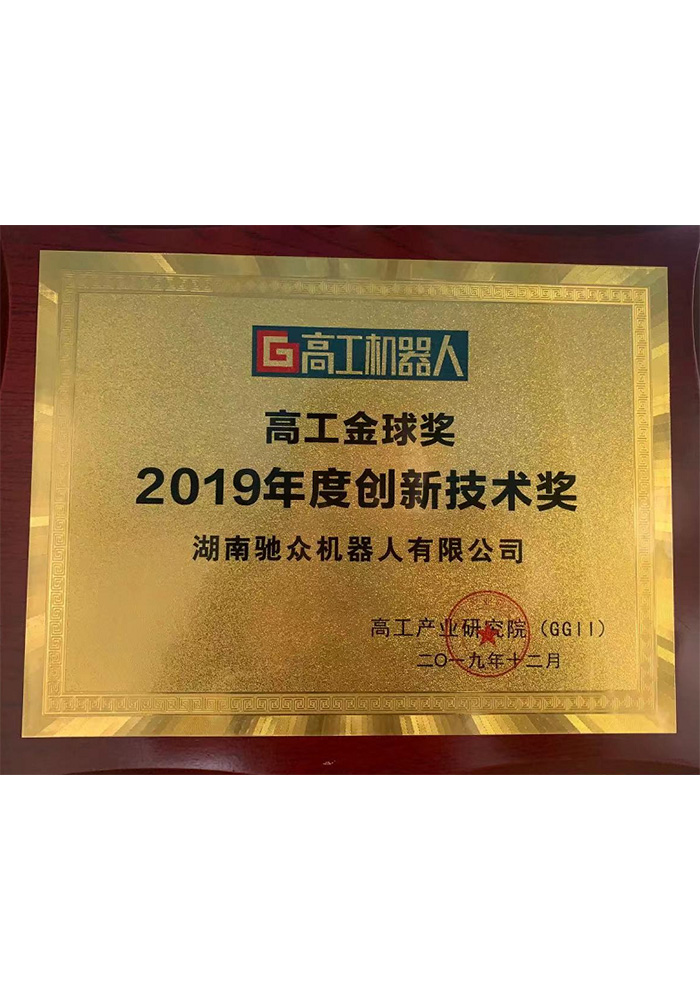 G高工机器人
高工金球奖
2019年度创新技术奖
湖南驰众机器人有限公司
高工产业研究院（GGII）
二〇一九年十二月